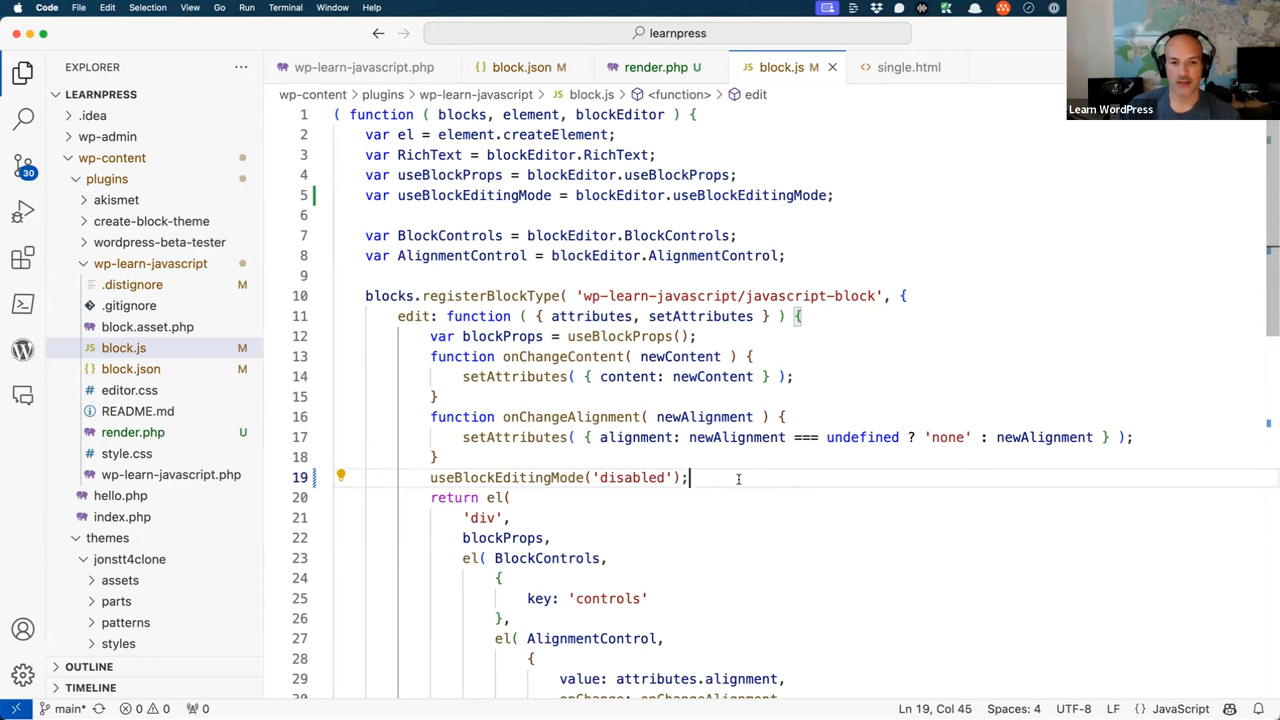 Code File Edit Selection View Go Run Terminal Window Help
learnpress
EXPLORER
wp-learn-javascript.php
block.json M
render.php U
block.js M
single.html
Learn WordPress
wp-content > plugins > wp-learn-javascript > block.js > <function> > edit
LEARNPRESS
.idea
wp-admin
wp-content
plugins
akismet
create-block-theme
wordpress-beta-tester
wp-learn-javascript
.distignore M
.gitignore
block.asset.php
block.js M
block.json M
editor.css
README.md
render.php U
style.css
wp-learn-javascript.php
hello.php
index.php
themes
jonstt4clone
assets
parts
patterns
styles
OUTLINE
TIMELINE
30
1 ( function ( blocks, element, blockEditor ) {
2 var el = element.createElement;
3 var RichText = blockEditor.RichText;
4 var useBlockProps = blockEditor.useBlockProps;
5 var useBlockEditingMode = blockEditor.useBlockEditingMode;
6
7 var BlockControls = blockEditor.BlockControls;
8 var AlignmentControl = blockEditor.AlignmentControl;
9
10 blocks.registerBlockType( 'wp-learn-javascript/javascript-block', {
11 edit: function ( { attributes, setAttributes } ) {
12 var blockProps = useBlockProps();
13 function onChangeContent( newContent ) {
14 setAttributes( { content: newContent } );
15 }
16 function onChangeAlignment( newAlignment ) {
17 setAttributes( { alignment: newAlignment === undefined ? 'none' : newAlignment } );
18 }
19 useBlockEditingMode('disabled');
20 return el(
21 'div',
22 blockProps,
23 el( BlockControls,
24 {
25 key: 'controls'
26 },
27 el( AlignmentControl,
28 {
29 value: attributes.alignment,
30 onChange: onChangeAlignment,
main* 0 0 0 Ln 19, Col 45 Spaces: 4 UTF-8 LF { } JavaScript